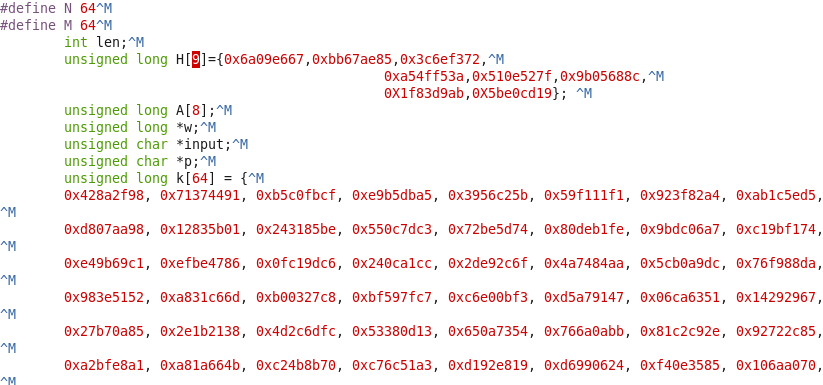 #define N 64^M
#define M 64^M
int len;^M
unsigned long H[9]={0x6a09e667,0xbb67ae85,0x3c6ef372,^M
0xa54ff53a,0x510e527f,0x9b05688c,^M
0X1f83d9ab,0X5be0cd19}; ^M
unsigned long A[8];^M
unsigned long *w;^M
unsigned char *input;^M
unsigned char *p;^M
unsigned long k[64] = {^M
0x428a2f98, 0x71374491, 0xb5c0fbcf, 0xe9b5dba5, 0x3956c25b, 0x59f111f1, 0x923f82a4, 0xab1c5ed5,
^M
0xd807aa98, 0x12835b01, 0x243185be, 0x550c7dc3, 0x72be5d74, 0x80deb1fe, 0x9bdc06a7, 0xc19bf174,
^M
0xe49b69c1, 0xefbe4786, 0x0fc19dc6, 0x240ca1cc, 0x2de92c6f, 0x4a7484aa, 0x5cb0a9dc, 0x76f988da,
^M
0x983e5152, 0xa831c66d, 0xb00327c8, 0xbf597fc7, 0xc6e00bf3, 0xd5a79147, 0x06ca6351, 0x14292967,
^M
0x27b70a85, 0x2e1b2138, 0x4d2c6dfc, 0x53380d13, 0x650a7354, 0x766a0abb, 0x81c2c92e, 0x92722c85,
^M
0xa2bfe8a1, 0xa81a664b, 0xc24b8b70, 0xc76c51a3, 0xd192e819, 0xd6990624, 0xf40e3585, 0x106aa070,
^M